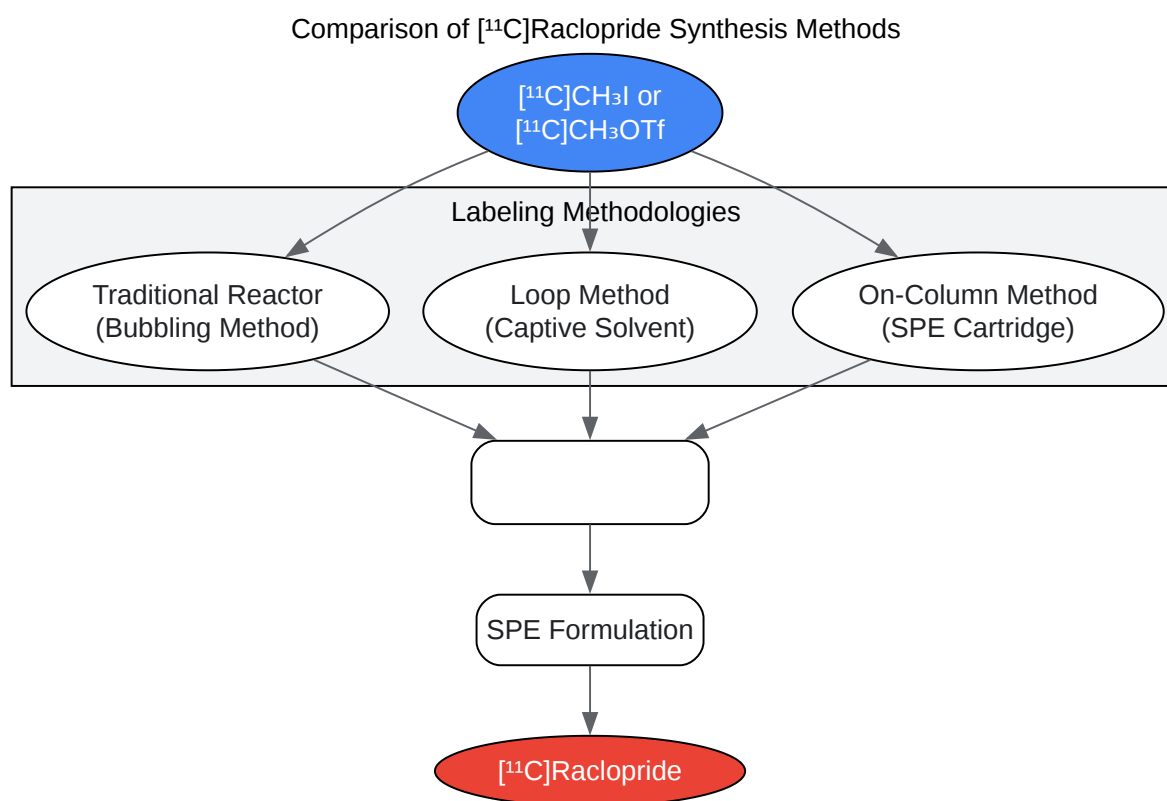 Comparison of [¹¹C]Raclopride Synthesis Methods
[¹¹C]CH₃I or
[¹¹C]CH₃OTf
Labeling Methodologies
Traditional Reactor
(Bubbling Method)
Loop Method
(Captive Solvent)
On-Column Method
(SPE Cartridge)
SPE Formulation
[¹¹C]Raclopride